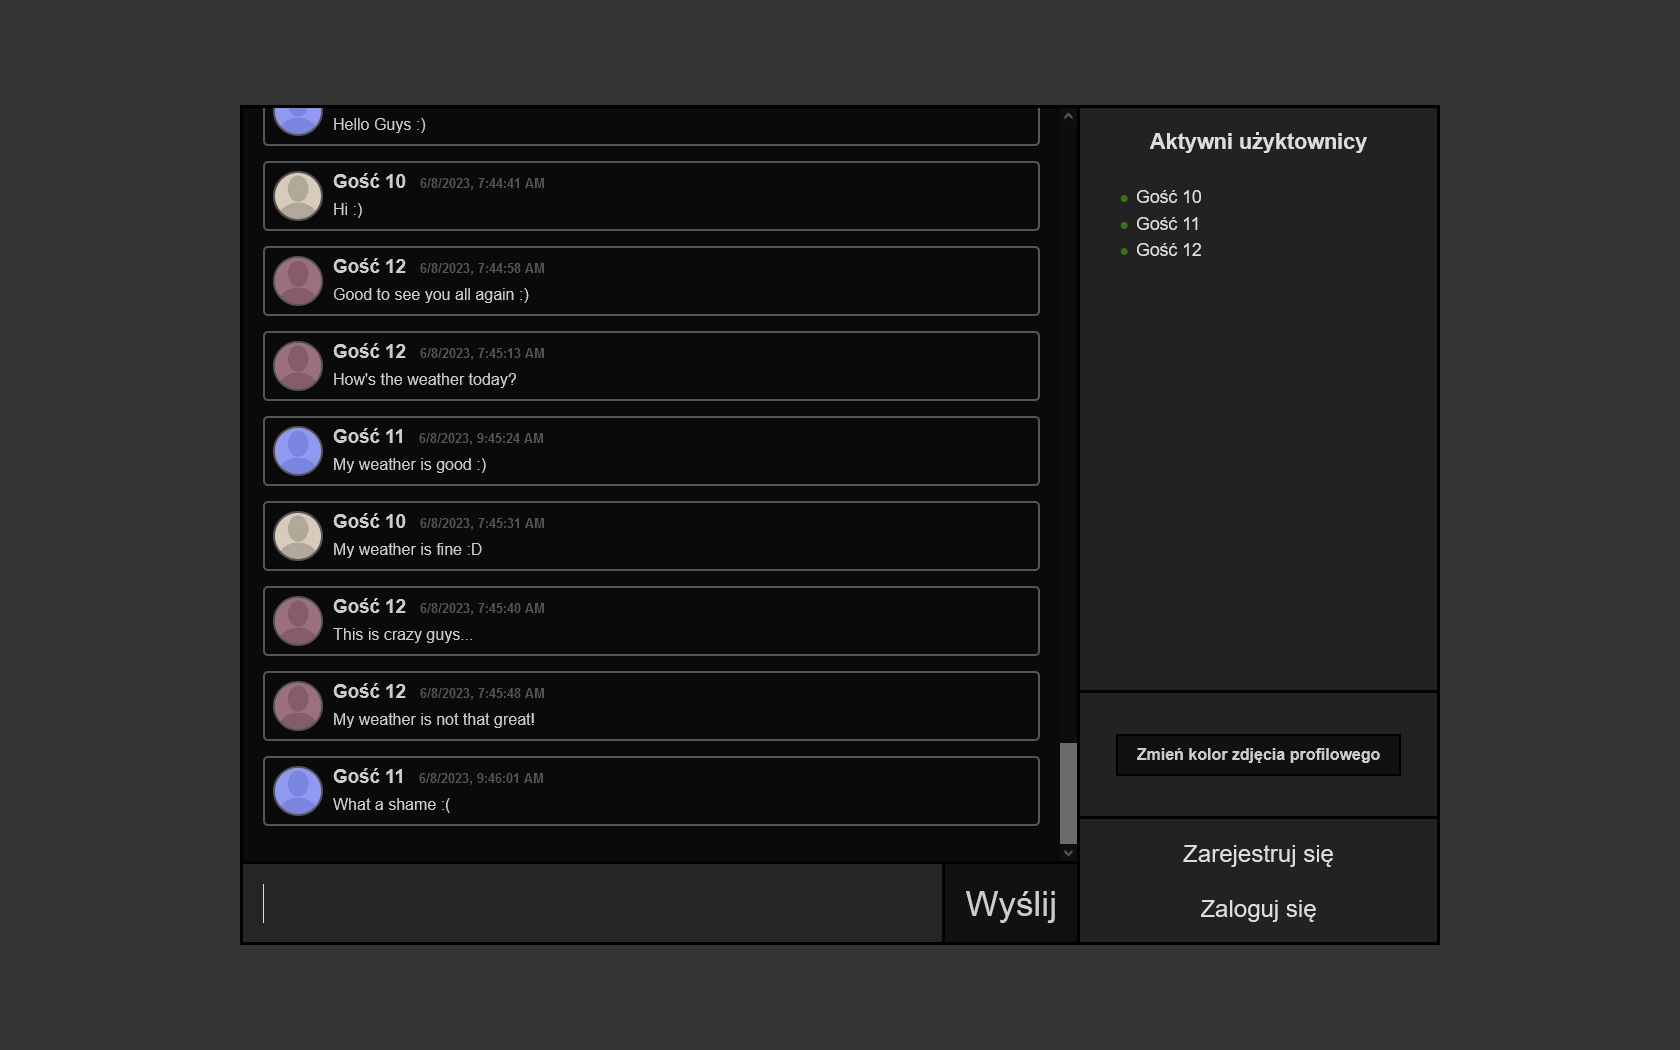 Hello Guys :)
Gość 10 6/8/2023, 7:44:41 AM
Hi :)
Gość 12 6/8/2023, 7:44:58 AM
Good to see you all again :)
Gość 12 6/8/2023, 7:45:13 AM
How's the weather today?
Gość 11 6/8/2023, 9:45:24 AM
My weather is good :)
Gość 10 6/8/2023, 7:45:31 AM
My weather is fine :D
Gość 12 6/8/2023, 7:45:40 AM
This is crazy guys...
Gość 12 6/8/2023, 7:45:48 AM
My weather is not that great!
Gość 11 6/8/2023, 9:46:01 AM
What a shame :(
Wyślij
Aktywni użyktownicy
Gość 10
Gość 11
Gość 12
Zmień kolor zdjęcia profilowego
Zarejestruj się
Zaloguj się